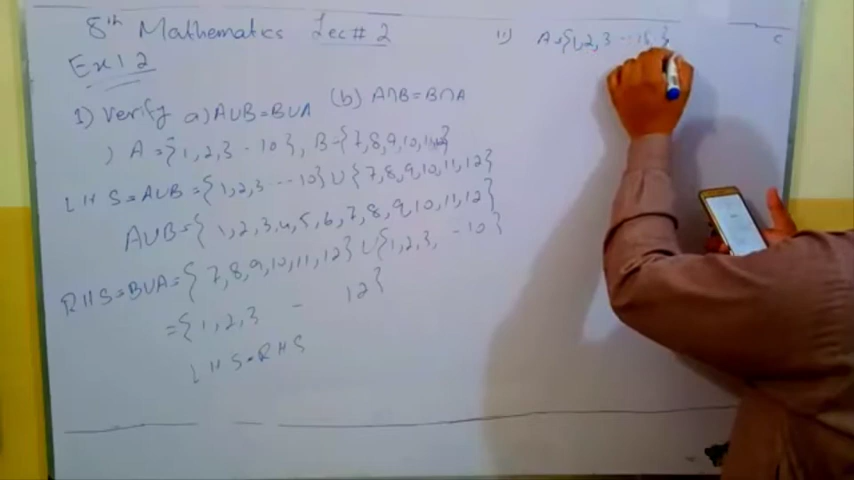 8th Mathematics Lec# 2
Ex 1.2
1) Verify a) A∪B=B∪A (b) A∩B=B∩A
) A={1,2,3 - 10}, B-{7,8,9,10,11,12}
LHS=A∪B={1,2,3 --- 10}∪{7,8,9,10,11,12}
A∪B={1,2,3,4,5,6,7,8,9,10,11,12}
RHS=B∪A={7,8,9,10,11,12}∪{1,2,3, -10}
={1,2,3 - 12}
LHS=RHS
ii) A={1,2,3 --- 15}
C